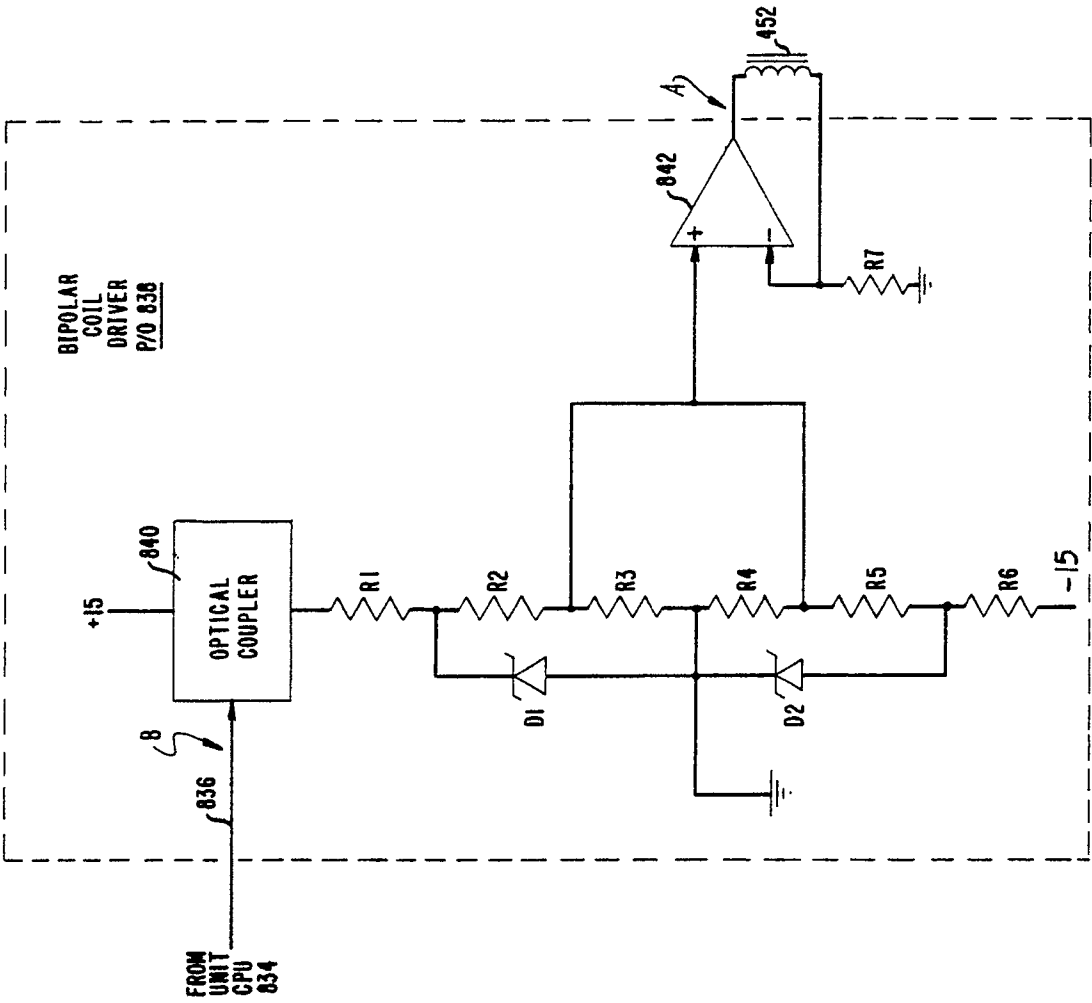 BIPOLAR
COIL
DRIVER
P/O 838
+15
840
OPTICAL
COUPLER
B
836
FROM
UNIT
CPU
834
R1
R2
R3
R4
R5
R6
-15
D1
D2
842
+
-
A
452
R7